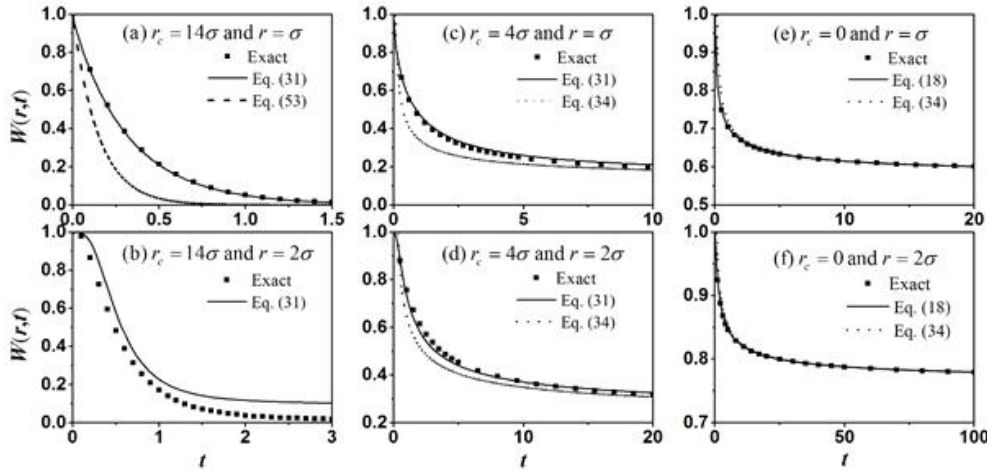 (a) r_c = 14σ and r = σ
Exact
Eq. (31)
Eq. (53)
W(r,t)
1.0
0.8
0.6
0.4
0.2
0.0
0.0 0.5 1.0 1.5
(c) r_c = 4σ and r = σ
Exact
Eq. (31)
Eq. (34)
1.0
0.8
0.6
0.4
0.2
0.0
0 5 10
(e) r_c = 0 and r = σ
Exact
Eq. (18)
Eq. (34)
1.0
0.9
0.8
0.7
0.6
0.5
0 10 20
(b) r_c = 14σ and r = 2σ
Exact
Eq. (31)
W(r,t)
1.0
0.8
0.6
0.4
0.2
0.0
0 1 2 3
t
(d) r_c = 4σ and r = 2σ
Exact
Eq. (31)
Eq. (34)
1.0
0.8
0.6
0.4
0.2
0 5 10 15 20
t
(f) r_c = 0 and r = 2σ
Exact
Eq. (18)
Eq. (34)
1.0
0.9
0.8
0.7
0 25 50 75 100
t